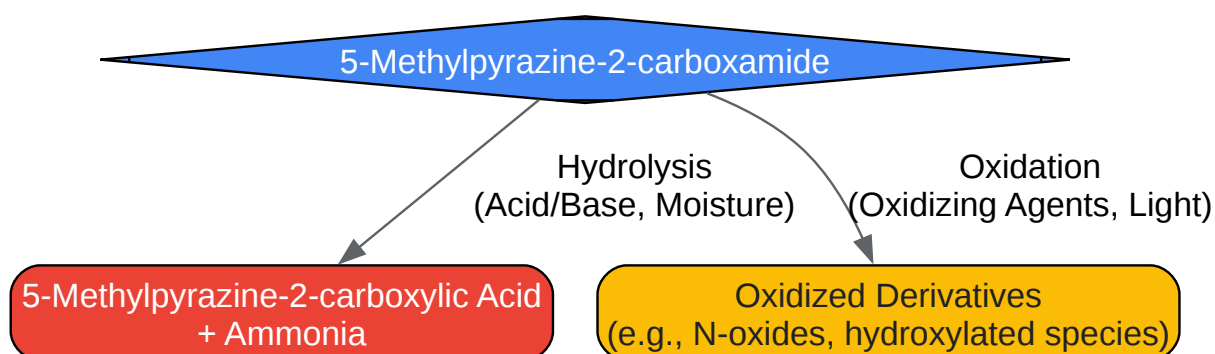 5-Methylpyrazine-2-carboxamide
Hydrolysis
(Acid/Base, Moisture)
Oxidation
(Oxidizing Agents, Light)
5-Methylpyrazine-2-carboxylic Acid
+ Ammonia
Oxidized Derivatives
(e.g., N-oxides, hydroxylated species)